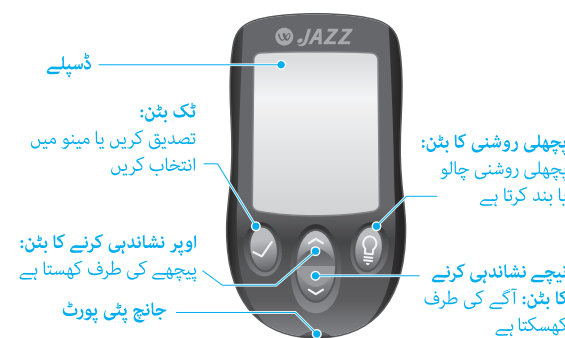 JAZZ
ڈسپلے
ٹک بٹن:
تصدیق کریں یا مینو میں
انتخاب کریں
پچھلی روشنی کا بٹن:
پچھلی روشنی چالو
یا بند کرتا ہے
اوپر نشاندہی کرنے کا بٹن:
پیچھے کی طرف کھستا ہے
نیچے نشاندہی کرنے
کا بٹن: آگے کی طرف
کھسکتا ہے
جانچ پٹی پورٹ